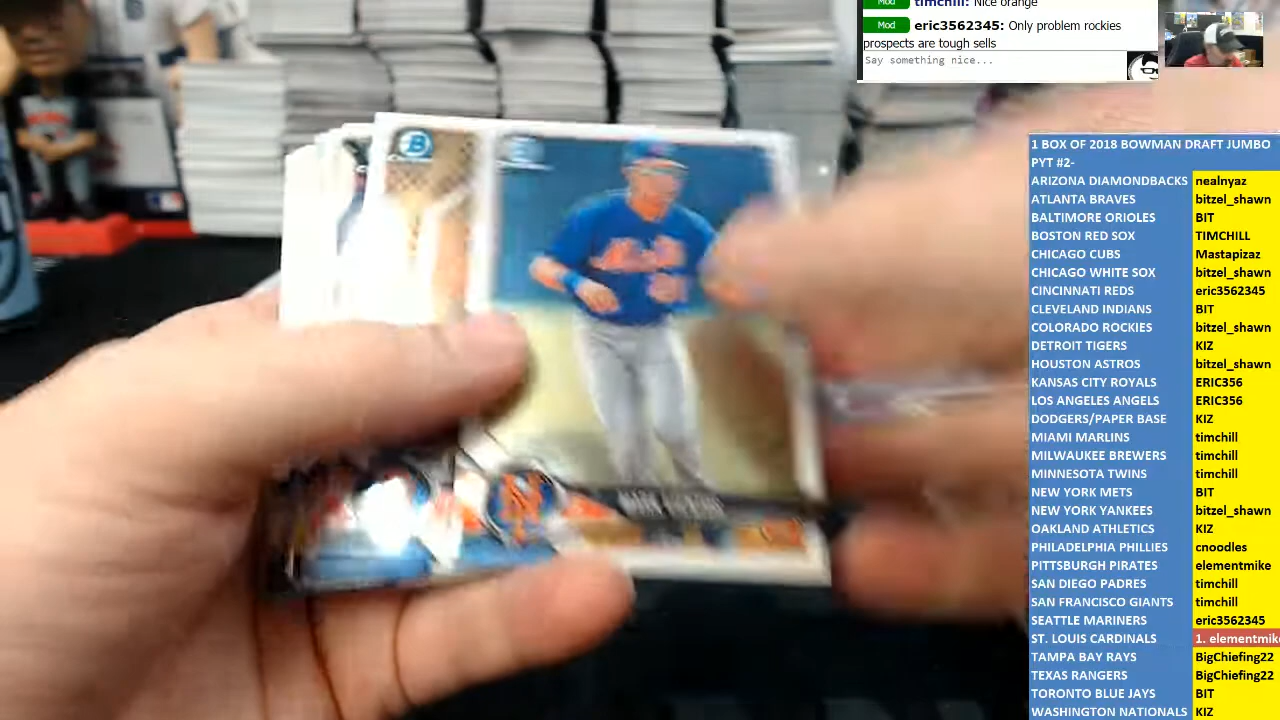 Mod timchill: Nice orange
Mod eric3562345: Only problem rockies
prospects are tough sells
Say something nice...
1 BOX OF 2018 BOWMAN DRAFT JUMBO
PYT #2-
ARIZONA DIAMONDBACKS nealnyaz
ATLANTA BRAVES bitzel_shawn
BALTIMORE ORIOLES BIT
BOSTON RED SOX TIMCHILL
CHICAGO CUBS Mastapizaz
CHICAGO WHITE SOX bitzel_shawn
CINCINNATI REDS eric3562345
CLEVELAND INDIANS BIT
COLORADO ROCKIES bitzel_shawn
DETROIT TIGERS KIZ
HOUSTON ASTROS bitzel_shawn
KANSAS CITY ROYALS ERIC356
LOS ANGELES ANGELS ERIC356
DODGERS/PAPER BASE KIZ
MIAMI MARLINS timchill
MILWAUKEE BREWERS timchill
MINNESOTA TWINS timchill
NEW YORK METS BIT
NEW YORK YANKEES bitzel_shawn
OAKLAND ATHLETICS KIZ
PHILADELPHIA PHILLIES cnoodles
PITTSBURGH PIRATES elementmike
SAN DIEGO PADRES timchill
SAN FRANCISCO GIANTS timchill
SEATTLE MARINERS eric3562345
ST. LOUIS CARDINALS 1. elementmike
TAMPA BAY RAYS BigChiefing22
TEXAS RANGERS BigChiefing22
TORONTO BLUE JAYS BIT
WASHINGTON NATIONALS KIZ
Mets